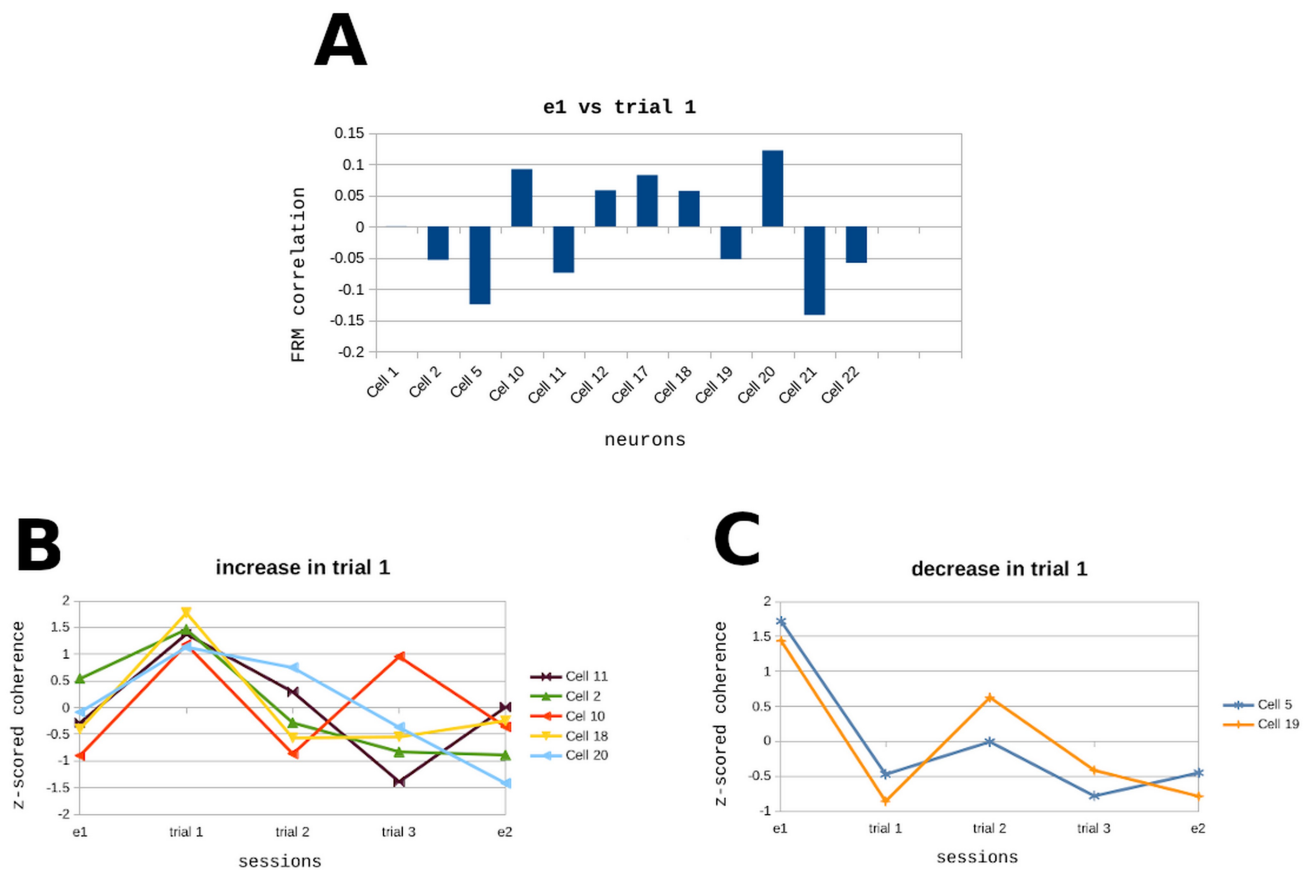 A
e1 vs trial 1
FRM correlation
0.15
0.1
0.05
0
-0.05
-0.1
-0.15
-0.2
Cell 1
Cell 2
Cell 5
Cel 10
Cell 11
Cell 12
Cell 17
Cell 18
Cell 19
Cell 20
Cell 21
Cell 22
neurons
B
increase in trial 1
z-scored coherence
2
1.5
1
0.5
0
-0.5
-1
-1.5
-2
e1 trial 1 trial 2 trial 3 e2
sessions
Cell 11
Cell 2
Cel 10
Cell 18
Cell 20
C
decrease in trial 1
z-scored coherence
2
1.5
1
0.5
0
-0.5
-1
e1 trial 1 trial 2 trial 3 e2
sessions
Cell 5
Cell 19